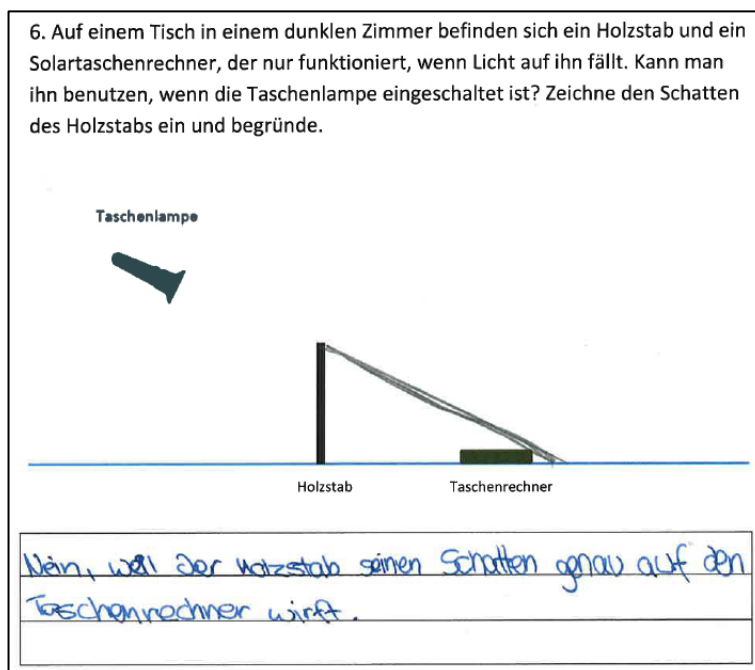 6. Auf einem Tisch in einem dunklen Zimmer befinden sich ein Holzstab und ein
Solartaschenrechner, der nur funktioniert, wenn Licht auf ihn fällt. Kann man
ihn benutzen, wenn die Taschenlampe eingeschaltet ist? Zeichne den Schatten
des Holzstabs ein und begründe.
Taschenlampe
Holzstab Taschenrechner
Nein, weil der Holzstab seinen Schatten genau auf den
Taschenrechner wirft.